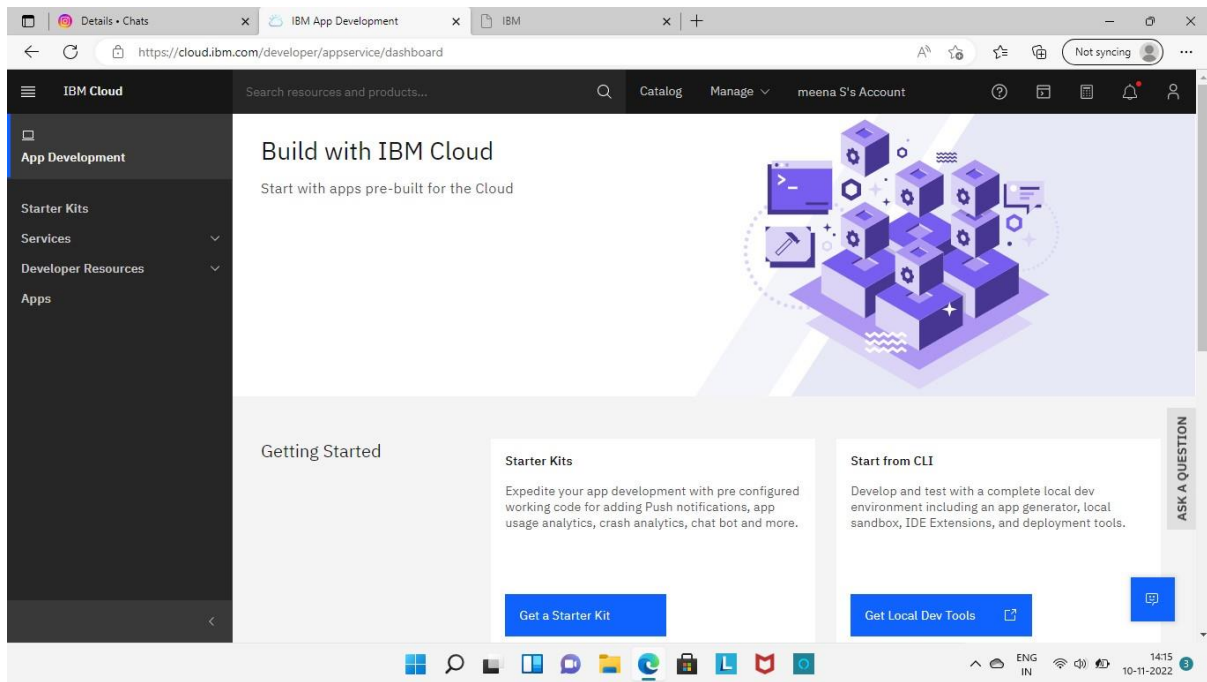 Details • Chats
IBM App Development
IBM
https://cloud.ibm.com/developer/appservice/dashboard
Not syncing
IBM Cloud
Search resources and products...
Catalog
Manage
meena S's Account
App Development
Starter Kits
Services
Developer Resources
Apps
Build with IBM Cloud
Start with apps pre-built for the Cloud
Getting Started
Starter Kits
Expedite your app development with pre configured
working code for adding Push notifications, app
usage analytics, crash analytics, chat bot and more.
Get a Starter Kit
Start from CLI
Develop and test with a complete local dev
environment including an app generator, local
sandbox, IDE Extensions, and deployment tools.
Get Local Dev Tools
ASK A QUESTION
ENG
IN
14:15
10-11-2022
3